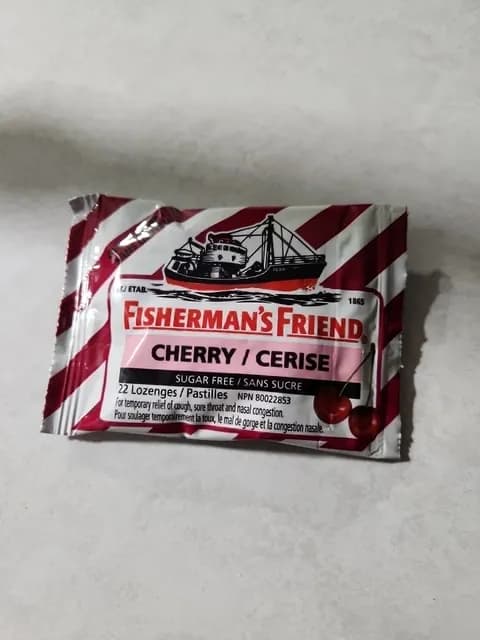 ETAB. 1865
FISHERMAN'S FRIEND
CHERRY / CERISE
SUGAR FREE / SANS SUCRE
22 Lozenges / Pastilles NPN 80022853
For temporary relief of cough, sore throat and nasal congestion.
Pour soulager temporairement la toux, le mal de gorge et la congestion nasale.